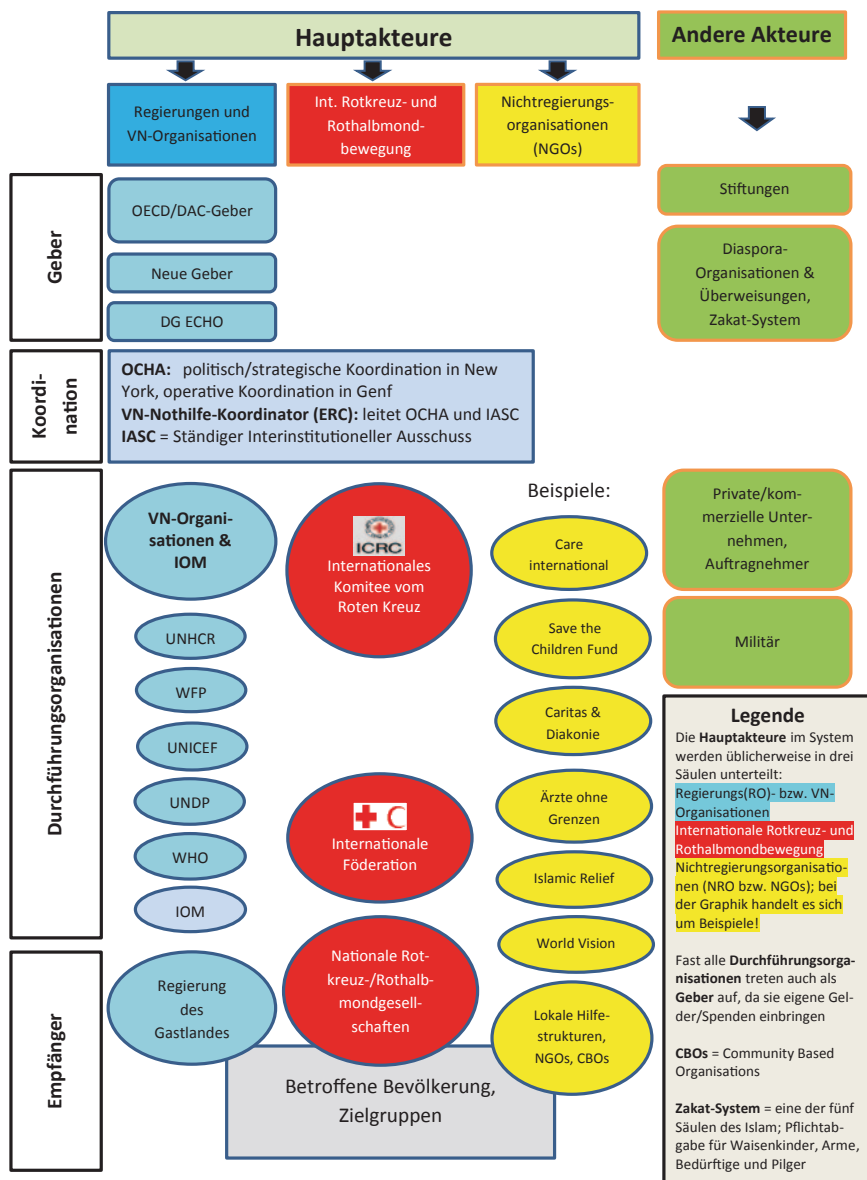 Hauptakteure
Andere Akteure
Regierungen und
VN-Organisationen
Int. Rotkreuz- und
Rothalbmond-
bewegung
Nichtregierungs-
organisationen
(NGOs)
Geber
OECD/DAC-Geber
Neue Geber
DG ECHO
Stiftungen
Diaspora-
Organisationen &
Überweisungen,
Zakat-System
Koordi-
nation
OCHA: politisch/strategische Koordination in New
York, operative Koordination in Genf
VN-Nothilfe-Koordinator (ERC): leitet OCHA und IASC
IASC = Ständiger Interinstitutioneller Ausschuss
Durchführungsorganisationen
VN-Organi-
sationen &
IOM
UNHCR
WFP
UNICEF
UNDP
WHO
IOM
ICRC
Internationales
Komitee vom
Roten Kreuz
Internationale
Föderation
Beispiele:
Care
international
Save the
Children Fund
Caritas &
Diakonie
Ärzte ohne
Grenzen
Islamic Relief
World Vision
Private/kom-
merzielle Unter-
nehmen,
Auftragnehmer
Militär
Empfänger
Regierung
des
Gastlandes
Nationale Rot-
kreuz-/Rothalb-
mondgesell-
schaften
Lokale Hilfe-
strukturen,
NGOs, CBOs
Betroffene Bevölkerung,
Zielgruppen
Legende
Die Hauptakteure im System
werden üblicherweise in drei
Säulen unterteilt:
Regierungs(RO)- bzw. VN-
Organisationen
Internationale Rotkreuz- und
Rothalbmondbewegung
Nichtregierungsorganisatio-
nen (NRO bzw. NGOs); bei
der Graphik handelt es sich
um Beispiele!
Fast alle Durchführungsorga-
nisationen treten auch als
Geber auf, da sie eigene Gel-
der/Spenden einbringen
CBOs = Community Based
Organisations
Zakat-System = eine der fünf
Säulen des Islam; Pflichtab-
gabe für Waisenkinder, Arme,
Bedürftige und Pilger